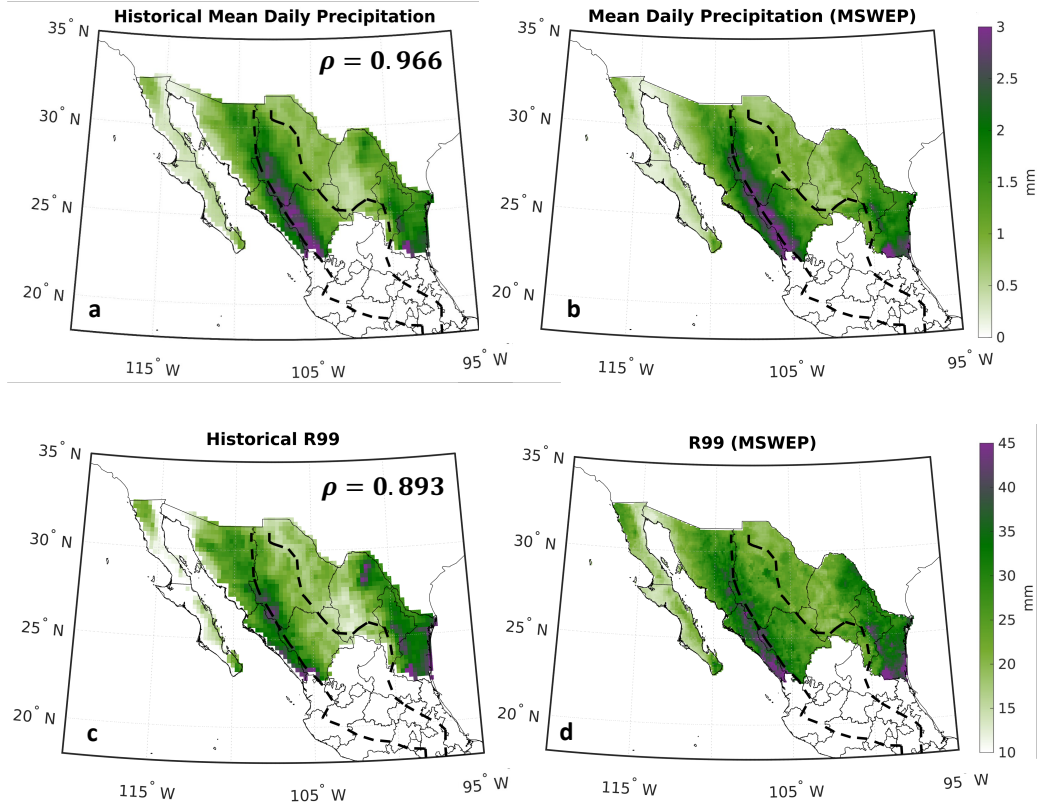 Historical Mean Daily Precipitation
Mean Daily Precipitation (MSWEP)
35° N
30° N
25° N
20° N
115° W
105° W
95° W
ρ = 0.966
a
35° N
30° N
25° N
20° N
115° W
105° W
95° W
b
3
2.5
2
1.5
1
0.5
0
mm
Historical R99
R99 (MSWEP)
35° N
30° N
25° N
20° N
115° W
105° W
95° W
ρ = 0.893
c
35° N
30° N
25° N
20° N
115° W
105° W
95° W
d
45
40
35
30
25
20
15
10
mm